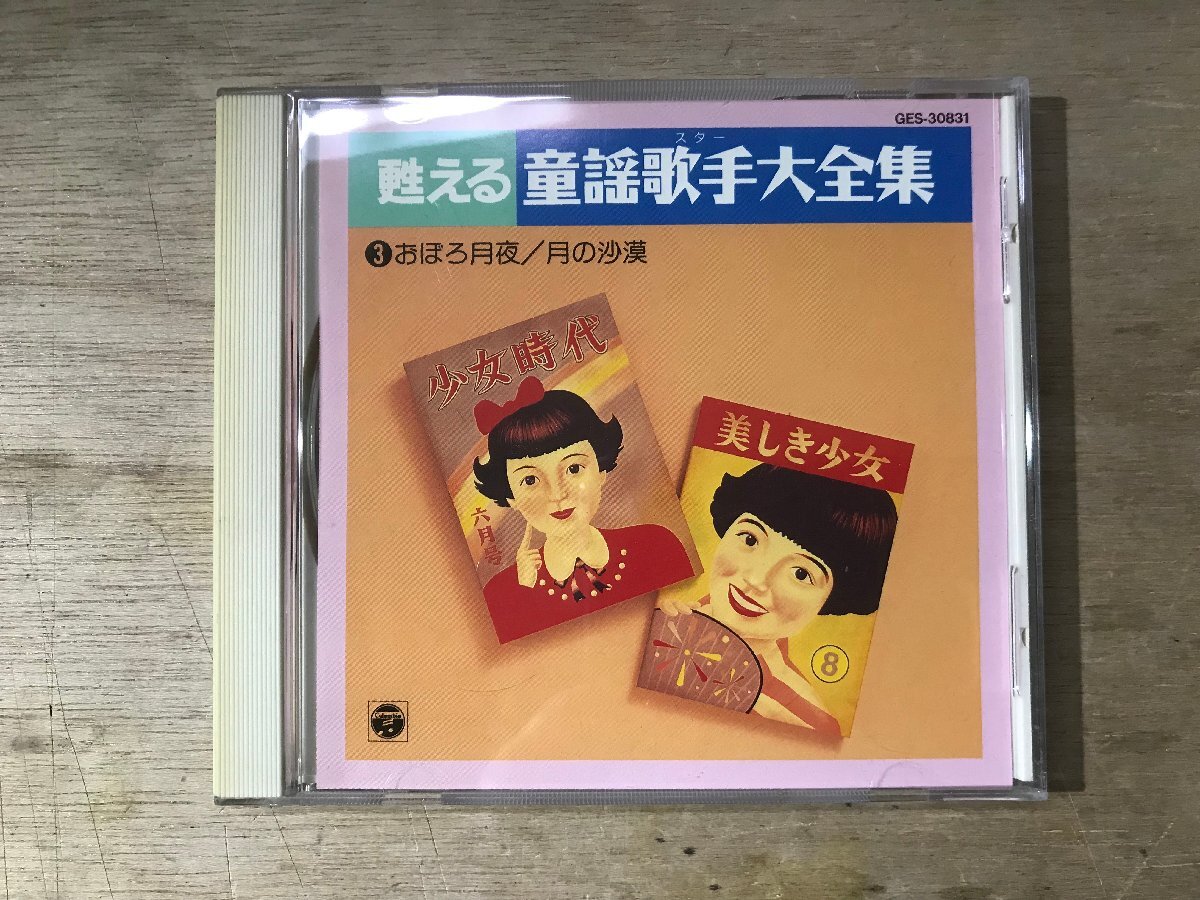 GES-30831
スター
甦える 童謡歌手大全集
❸おぼろ月夜/月の沙漠
少女時代
六月号
美しき少女
8
Columbia